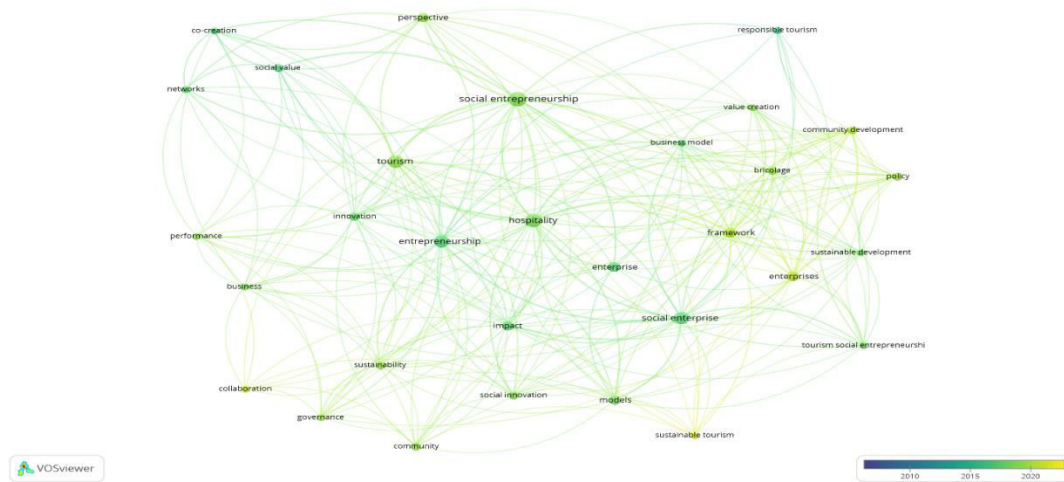 perspective
co-creation
responsible tourism
social value
networks
social entrepreneurship
value creation
community development
business model
tourism
bricolage
policy
innovation
hospitality
performance
entrepreneurship
framework
sustainable development
enterprise
enterprises
business
social enterprise
impact
tourism social entrepreneurshi
sustainability
collaboration
social innovation
models
governance
sustainable tourism
community
VOSviewer
2010 2015 2020